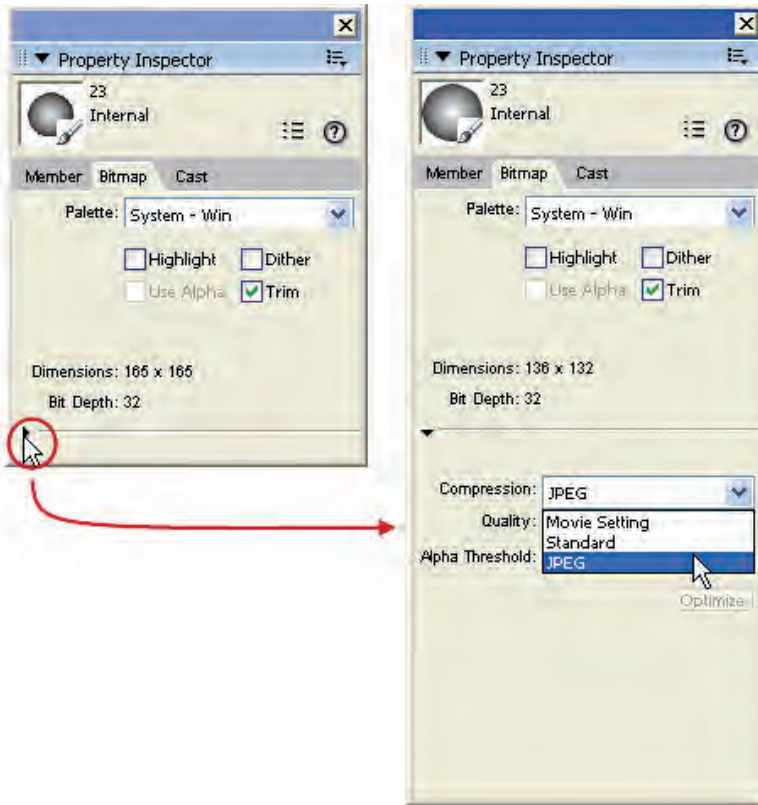 Property Inspector
23
Internal
Member Bitmap Cast
Palette: System - Win
Highlight Dither
Use Alpha Trim
Dimensions: 165 x 165
Bit Depth: 32
Property Inspector
23
Internal
Member Bitmap Cast
Palette: System - Win
Highlight Dither
Use Alpha Trim
Dimensions: 136 x 132
Bit Depth: 32
Compression: JPEG
Quality: Movie Setting
Standard
Alpha Threshold: JPEG
Optimize